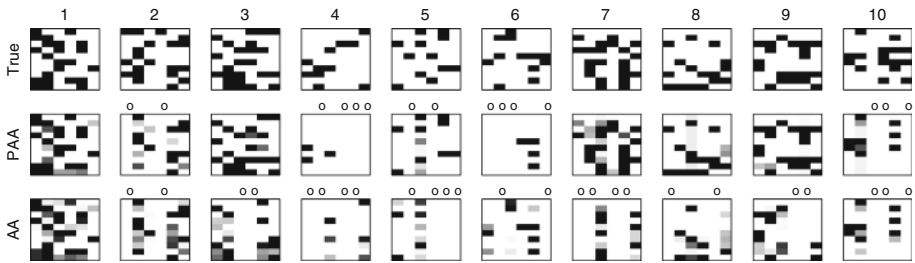 1 2 3 4 5 6 7 8 9 10
True
o o o o o o o o o o o o o o o
PAA
o o o o o o o o o o o o o o o o o o o o o o o o
AA